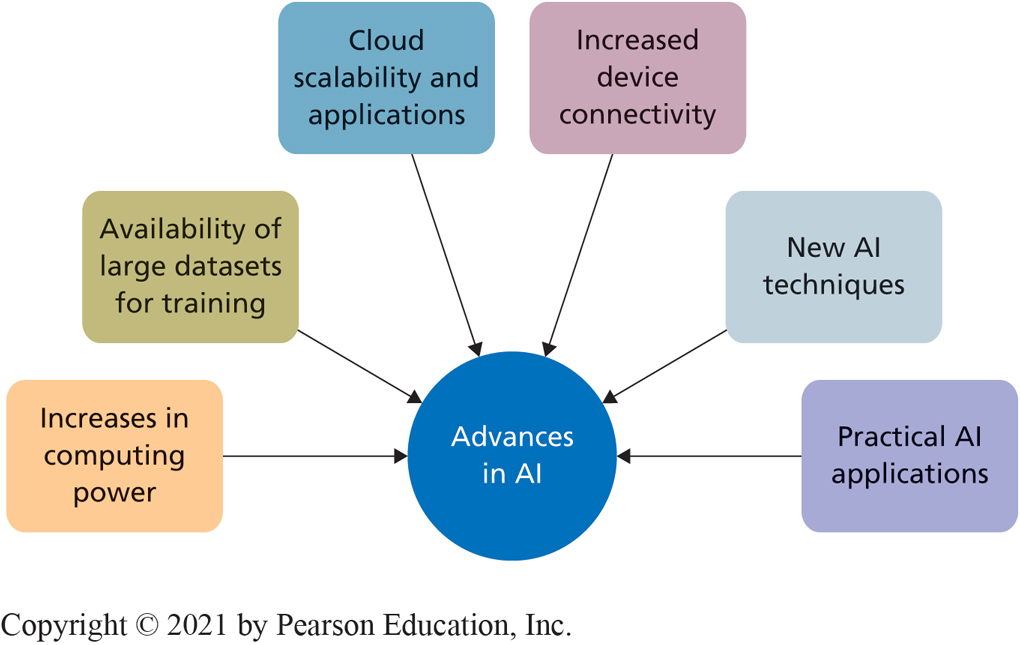 Cloud
scalability and
applications
Increased
device
connectivity
Availability of
large datasets
for training
New AI
techniques
Increases in
computing
power
Advances
in AI
Practical AI
applications
Copyright © 2021 by Pearson Education, Inc.